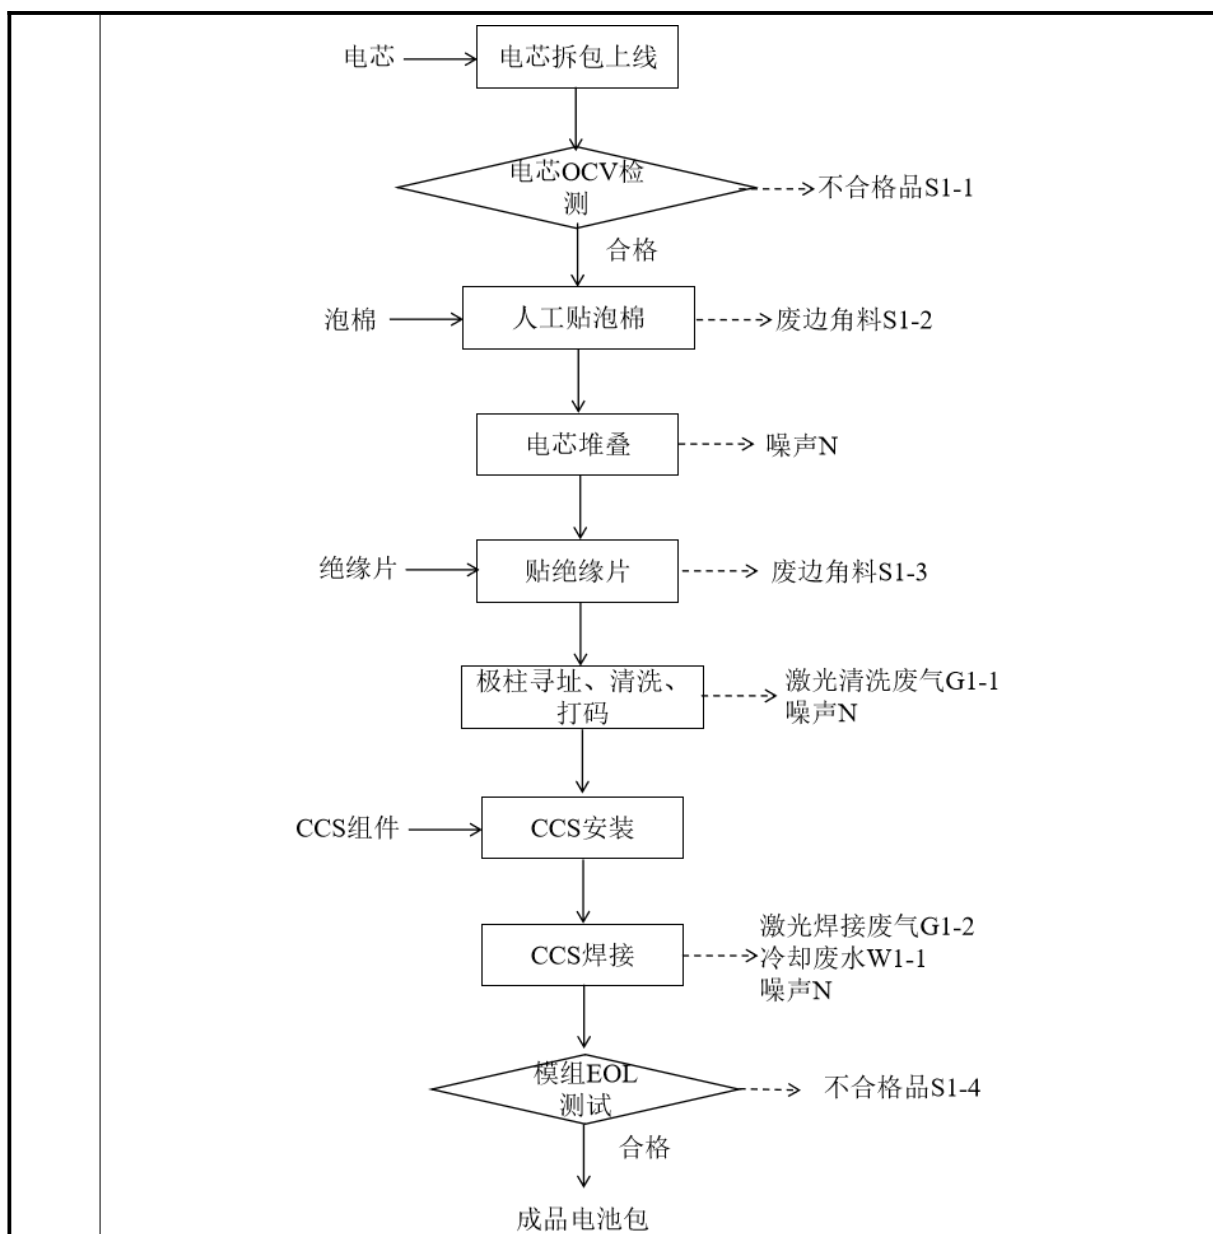 电芯
电芯拆包上线
电芯OCV检
测
不合格品S1-1
合格
泡棉
人工贴泡棉
废边角料S1-2
电芯堆叠
噪声N
绝缘片
贴绝缘片
废边角料S1-3
极柱寻址、清洗、
打码
激光清洗废气G1-1
噪声N
CCS组件
CCS安装
CCS焊接
激光焊接废气G1-2
冷却废水W1-1
噪声N
模组EOL
测试
不合格品S1-4
合格
成品电池包